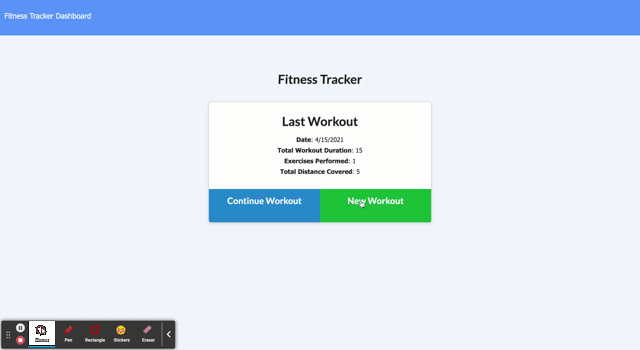 Fitness Tracker Dashboard
Fitness Tracker
Last Workout
Date: 4/15/2021
Total Workout Duration: 15
Exercises Performed: 1
Total Distance Covered: 5
Continue Workout
New Workout
Pen
Rectangle
Stickers
Eraser